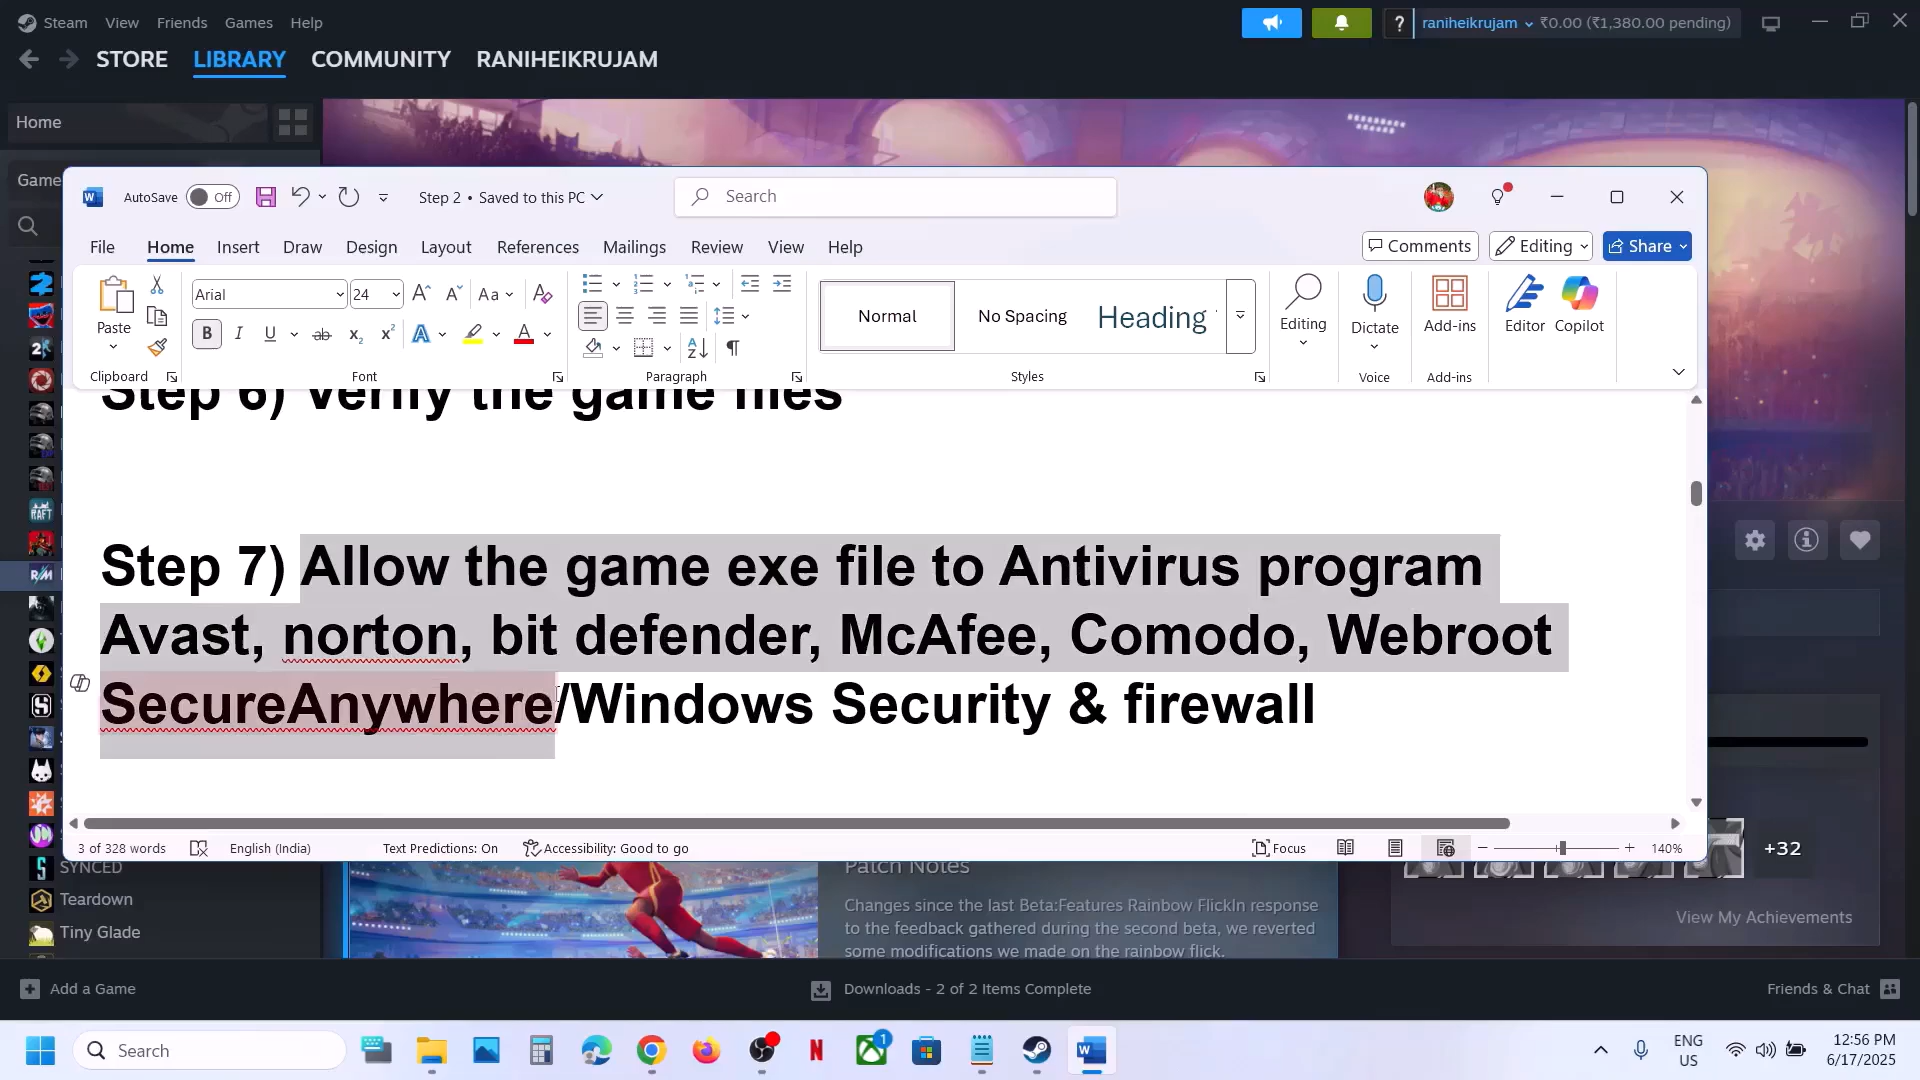 Steam View Friends Games Help
? raniheikrujam ₹0.00 (₹1,380.00 pending)
STORE LIBRARY COMMUNITY RANIHEIKRUJAM
Home
Game
AutoSave Off
Step 2 • Saved to this PC
Search
File Home Insert Draw Design Layout References Mailings Review View Help
Comments Editing Share
Paste
Arial 24
Normal No Spacing Heading
Editing Dictate Add-ins Editor Copilot
Clipboard Font Paragraph Styles Voice Add-ins
Step 6) Verify the game files
Step 7) Allow the game exe file to Antivirus program
Avast, norton, bit defender, McAfee, Comodo, Webroot
SecureAnywhere/Windows Security & firewall
3 of 328 words English (India) Text Predictions: On Accessibility: Good to go Focus 140%
+32
SYNCED
Teardown
Tiny Glade
Patch Notes
Changes since the last Beta:Features Rainbow FlickIn response
to the feedback gathered during the second beta, we reverted
some modifications we made on the rainbow flick.
View My Achievements
Add a Game
Downloads - 2 of 2 Items Complete
Friends & Chat
Search
1
ENG
US
12:56 PM
6/17/2025